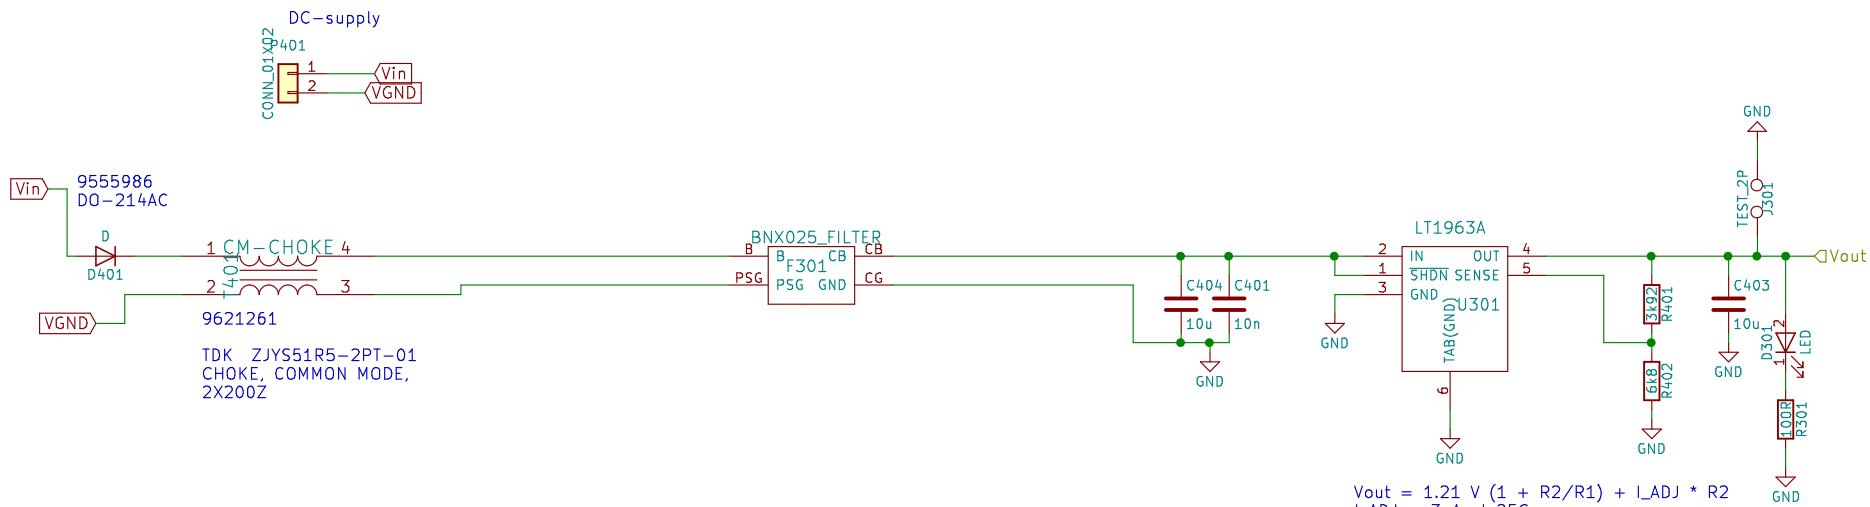 DC-supply
P401
CONN_01X02
1
Vin
2
VGND
GND
TEST_2P
J301
Vin
9555986
DO-214AC
D
D401
1
CM-CHOKE
4
T401
2
3
VGND
9621261
TDK ZJYS51R5-2PT-01
CHOKE, COMMON MODE,
2X200Z
BNX025_FILTER
B
B
CB
CB
F301
PSG
PSG
GND
CG
C404
10u
C401
10n
GND
LT1963A
2
IN
OUT
4
1
SHDN
SENSE
5
3
GND
U301
TAB(GND)
6
GND
GND
3k92
R401
6k8
R402
GND
C403
10u
GND
Vout
2
D301
LED
1
100R
R301
GND
Vout = 1.21 V (1 + R2/R1) + I_ADJ * R2